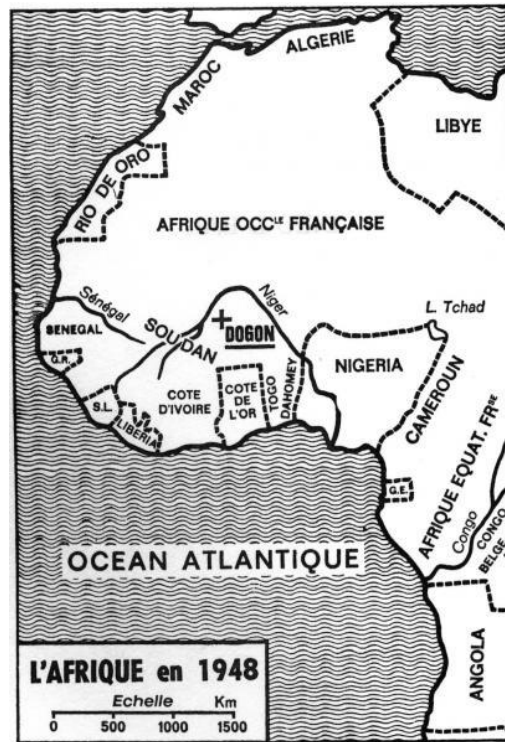 ALGERIE
MAROC
LIBYE
RIO DE ORO
AFRIQUE OCCLE FRANÇAISE
Sénégal
Niger
L. Tchad
SENEGAL
SOUDAN
DOGON
G.P.
NIGERIA
CAMEROUN
COTE D'IVOIRE
COTE DE L'OR
TOGO
DAHOMEY
S.L.
LIBERIA
G.E.
AFRIQUE EQUAT. FRSE
Congo
CONGO BELGE
OCEAN ATLANTIQUE
ANGOLA
L'AFRIQUE en 1948
Echelle Km
0 500 1000 1500